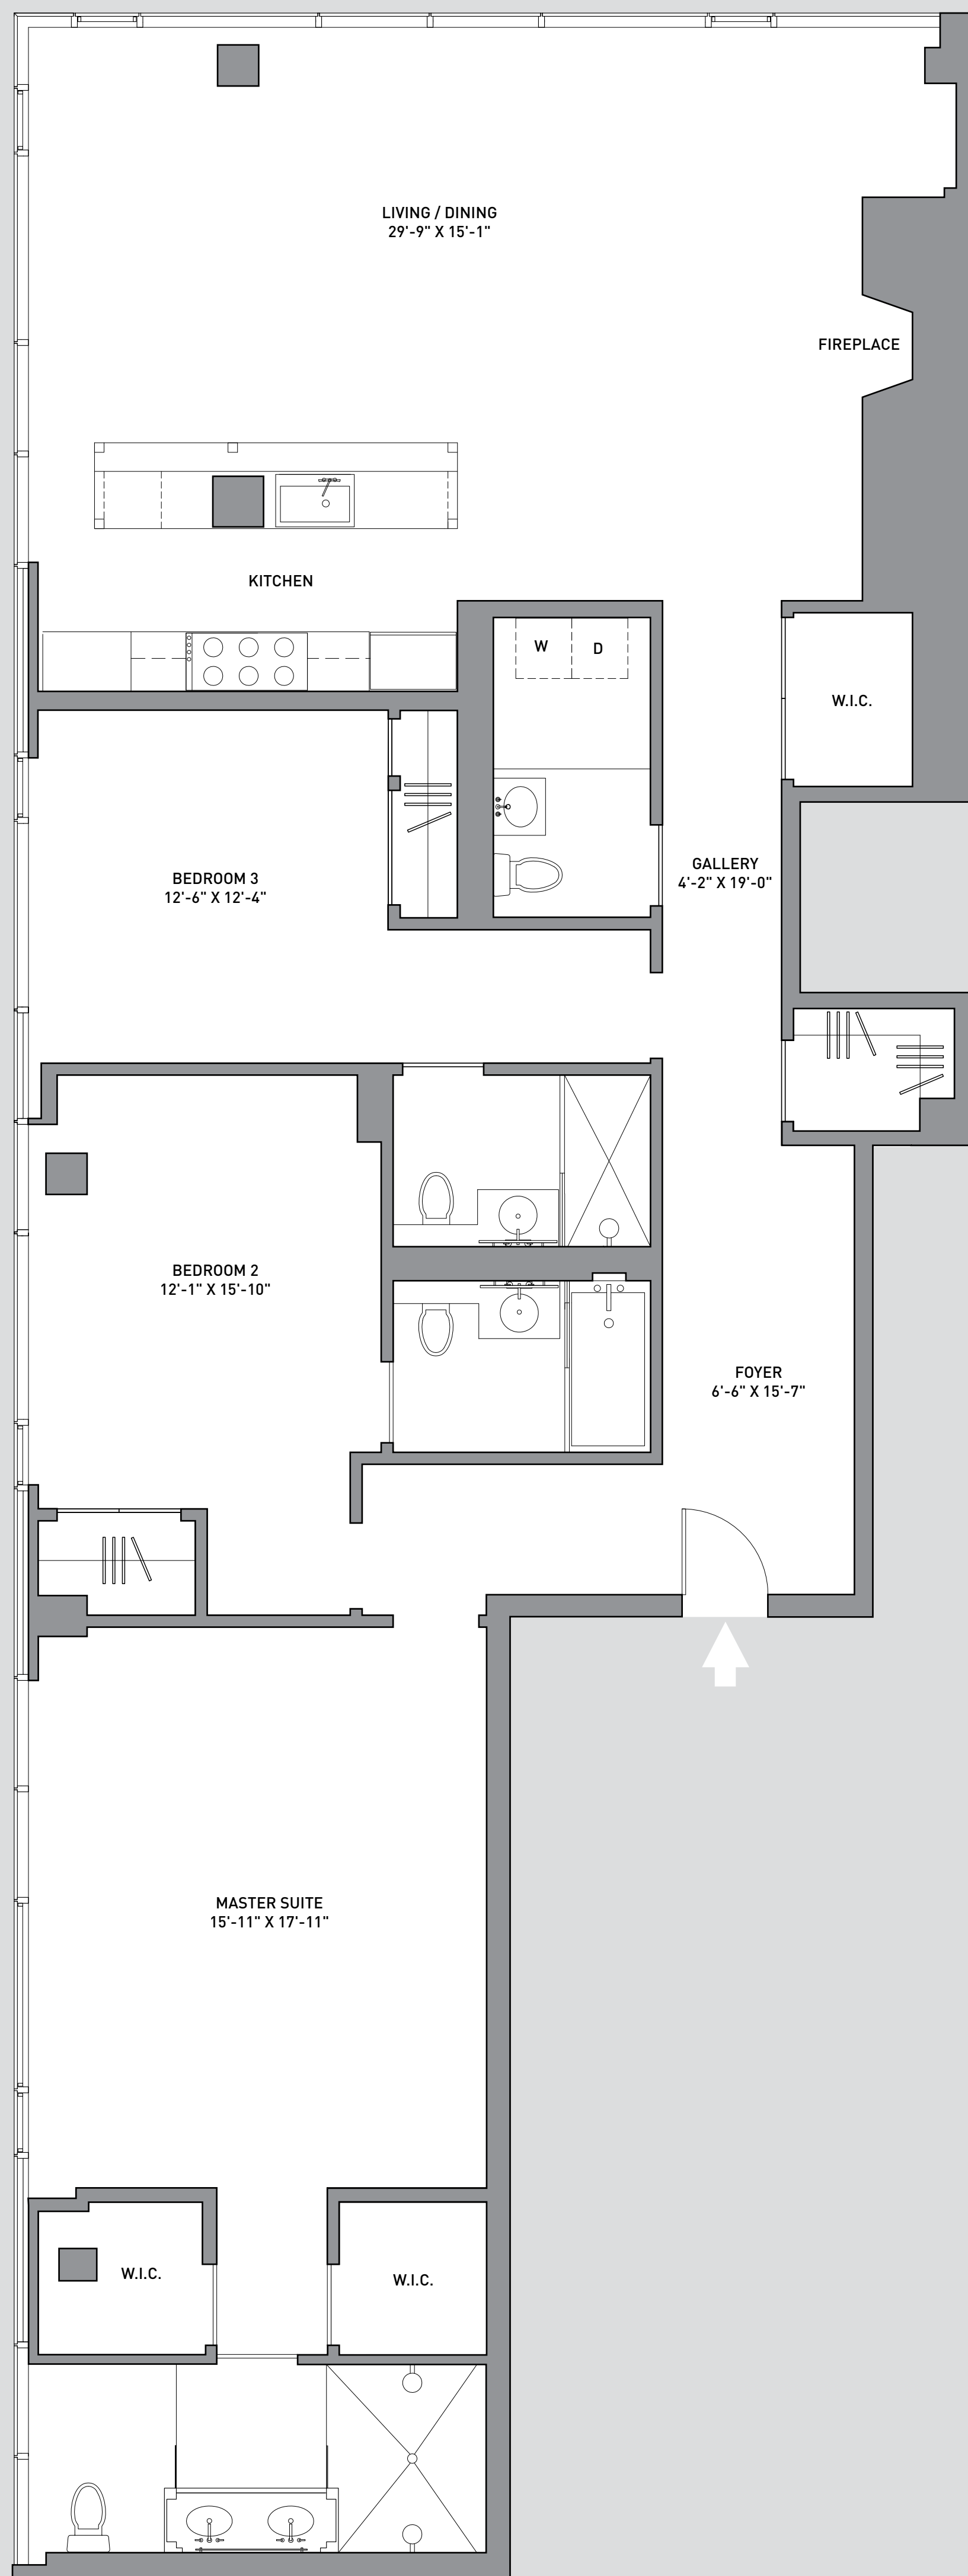 LIVING / DINING
29'-9" X 15'-1"
FIREPLACE
KITCHEN
W
D
W.I.C.
GALLERY
4'-2" X 19'-0"
BEDROOM 3
12'-6" X 12'-4"
BEDROOM 2
12'-1" X 15'-10"
FOYER
6'-6" X 15'-7"
MASTER SUITE
15'-11" X 17'-11"
W.I.C.
W.I.C.